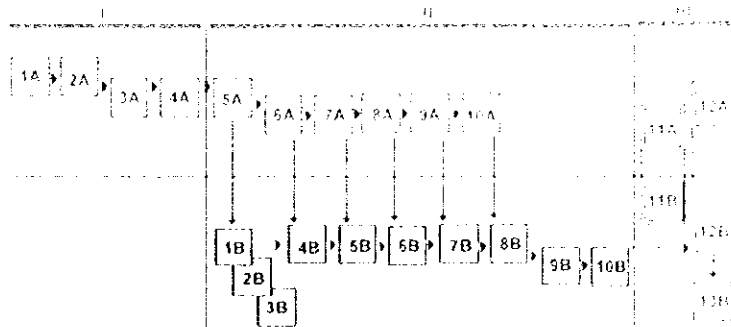 I II III
1A 2A 3A 4A 5A 6A 7A 8A 9A 10A 11A 12A
1B 4B 5B 6B 7B 8B 9B 10B 11B 12B
2B
3B
13B